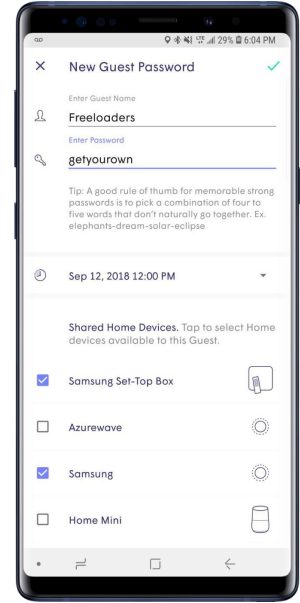 29% 6:04 PM
New Guest Password
Enter Guest Name
Freeloaders
Enter Password
getyourown
Tip: A good rule of thumb for memorable strong
passwords is to pick a combination of four to
five words that don't naturally go together. Ex.
elephants-dream-solar-eclipse
Sep 12, 2018 12:00 PM
Shared Home Devices. Tap to select Home
devices available to this Guest.
Samsung Set-Top Box
Azurewave
Samsung
Home Mini